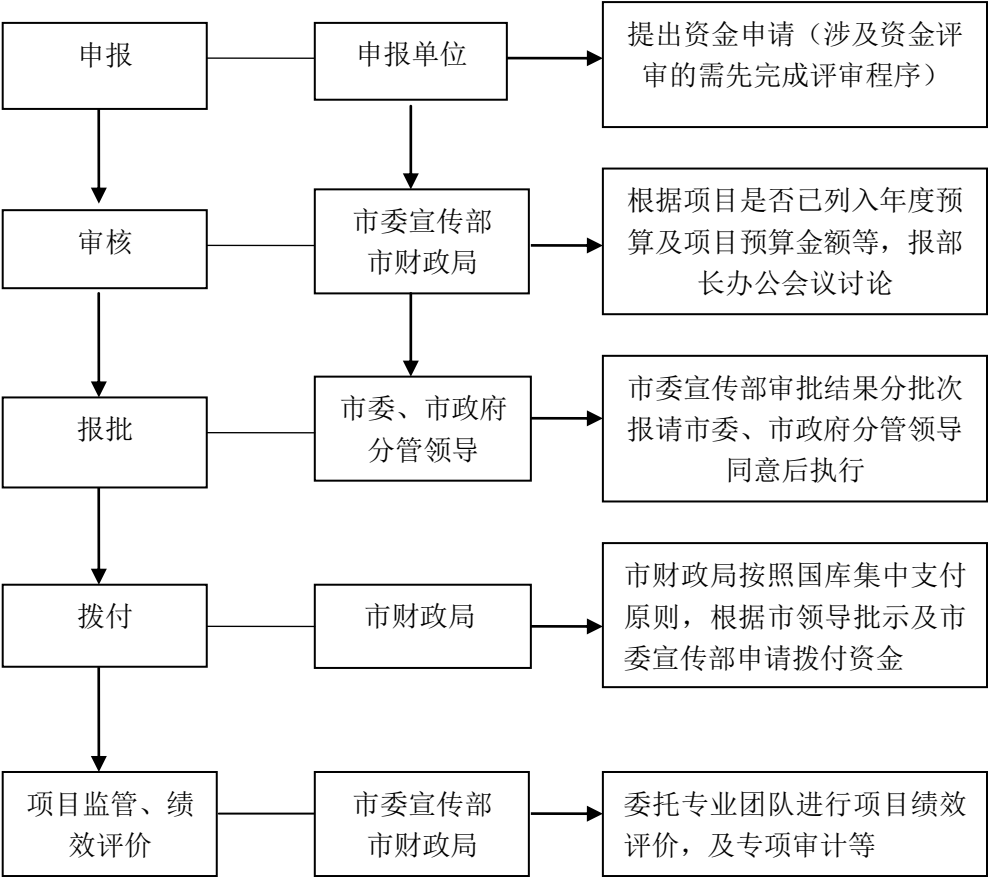 申报
申报单位
提出资金申请（涉及资金评
审的需先完成评审程序）
审核
市委宣传部
市财政局
根据项目是否已列入年度预
算及项目预算金额等，报部
长办公会议讨论
报批
市委、市政府
分管领导
市委宣传部审批结果分批次
报请市委、市政府分管领导
同意后执行
拨付
市财政局
市财政局按照国库集中支付
原则，根据市领导批示及市
委宣传部申请拨付资金
项目监管、绩
效评价
市委宣传部
市财政局
委托专业团队进行项目绩效
评价，及专项审计等